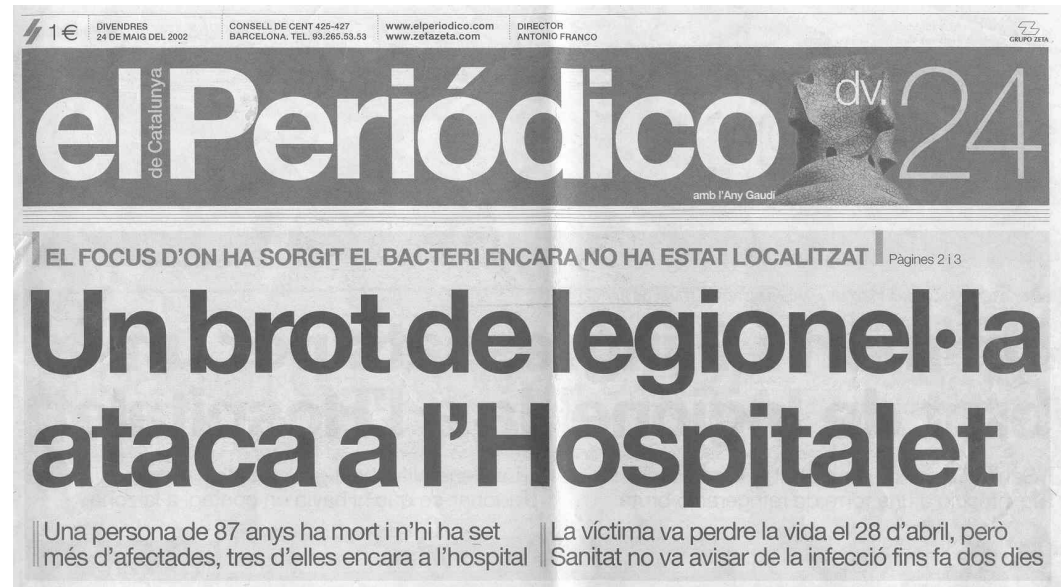 1€
DIVENDRES
24 DE MAIG DEL 2002
CONSELL DE CENT 425-427
BARCELONA. TEL. 93.265.53.53
www.elperiodico.com
www.zetazeta.com
DIRECTOR
ANTONIO FRANCO
GRUPO ZETA
el Periódico
de Catalunya
dv. 24
amb l'Any Gaudí
EL FOCUS D'ON HA SORGIT EL BACTERI ENCARA NO HA ESTAT LOCALITZAT
Pàgines 2 i 3
Un brot de legionel·la
ataca a l'Hospitalet
Una persona de 87 anys ha mort i n'hi ha set
més d'afectades, tres d'elles encara a l'hospital
La víctima va perdre la vida el 28 d'abril, però
Sanitat no va avisar de la infecció fins fa dos dies